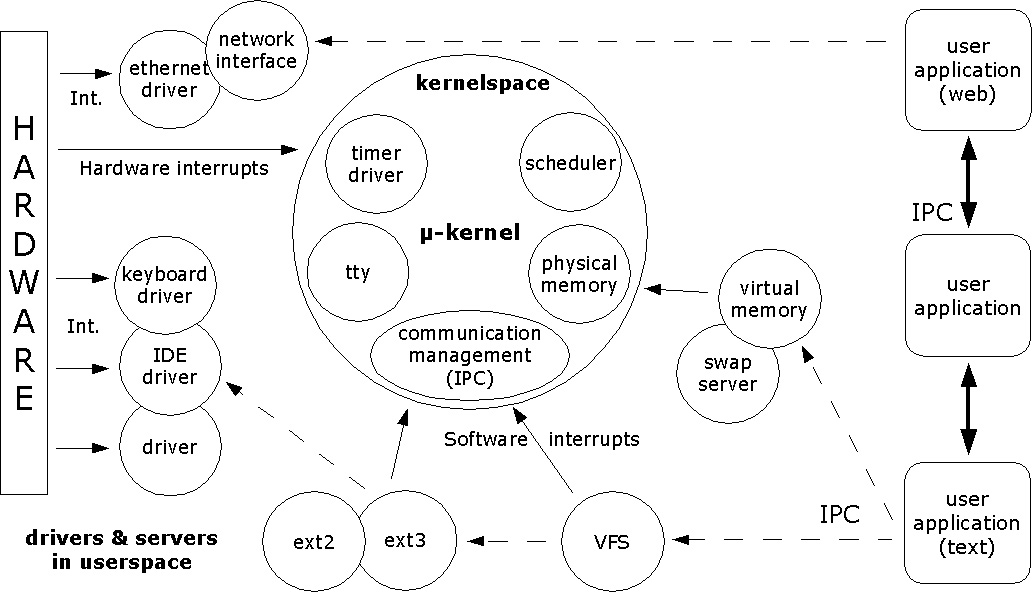 HARDWARE
ethernet
driver
network
interface
Int.
Hardware interrupts
kernelspace
timer
driver
scheduler
µ-kernel
tty
physical
memory
communication
management
(IPC)
keyboard
driver
Int.
IDE
driver
driver
virtual
memory
swap
server
Software interrupts
drivers & servers
in userspace
ext2
ext3
VFS
IPC
user
application
(web)
IPC
user
application
user
application
(text)